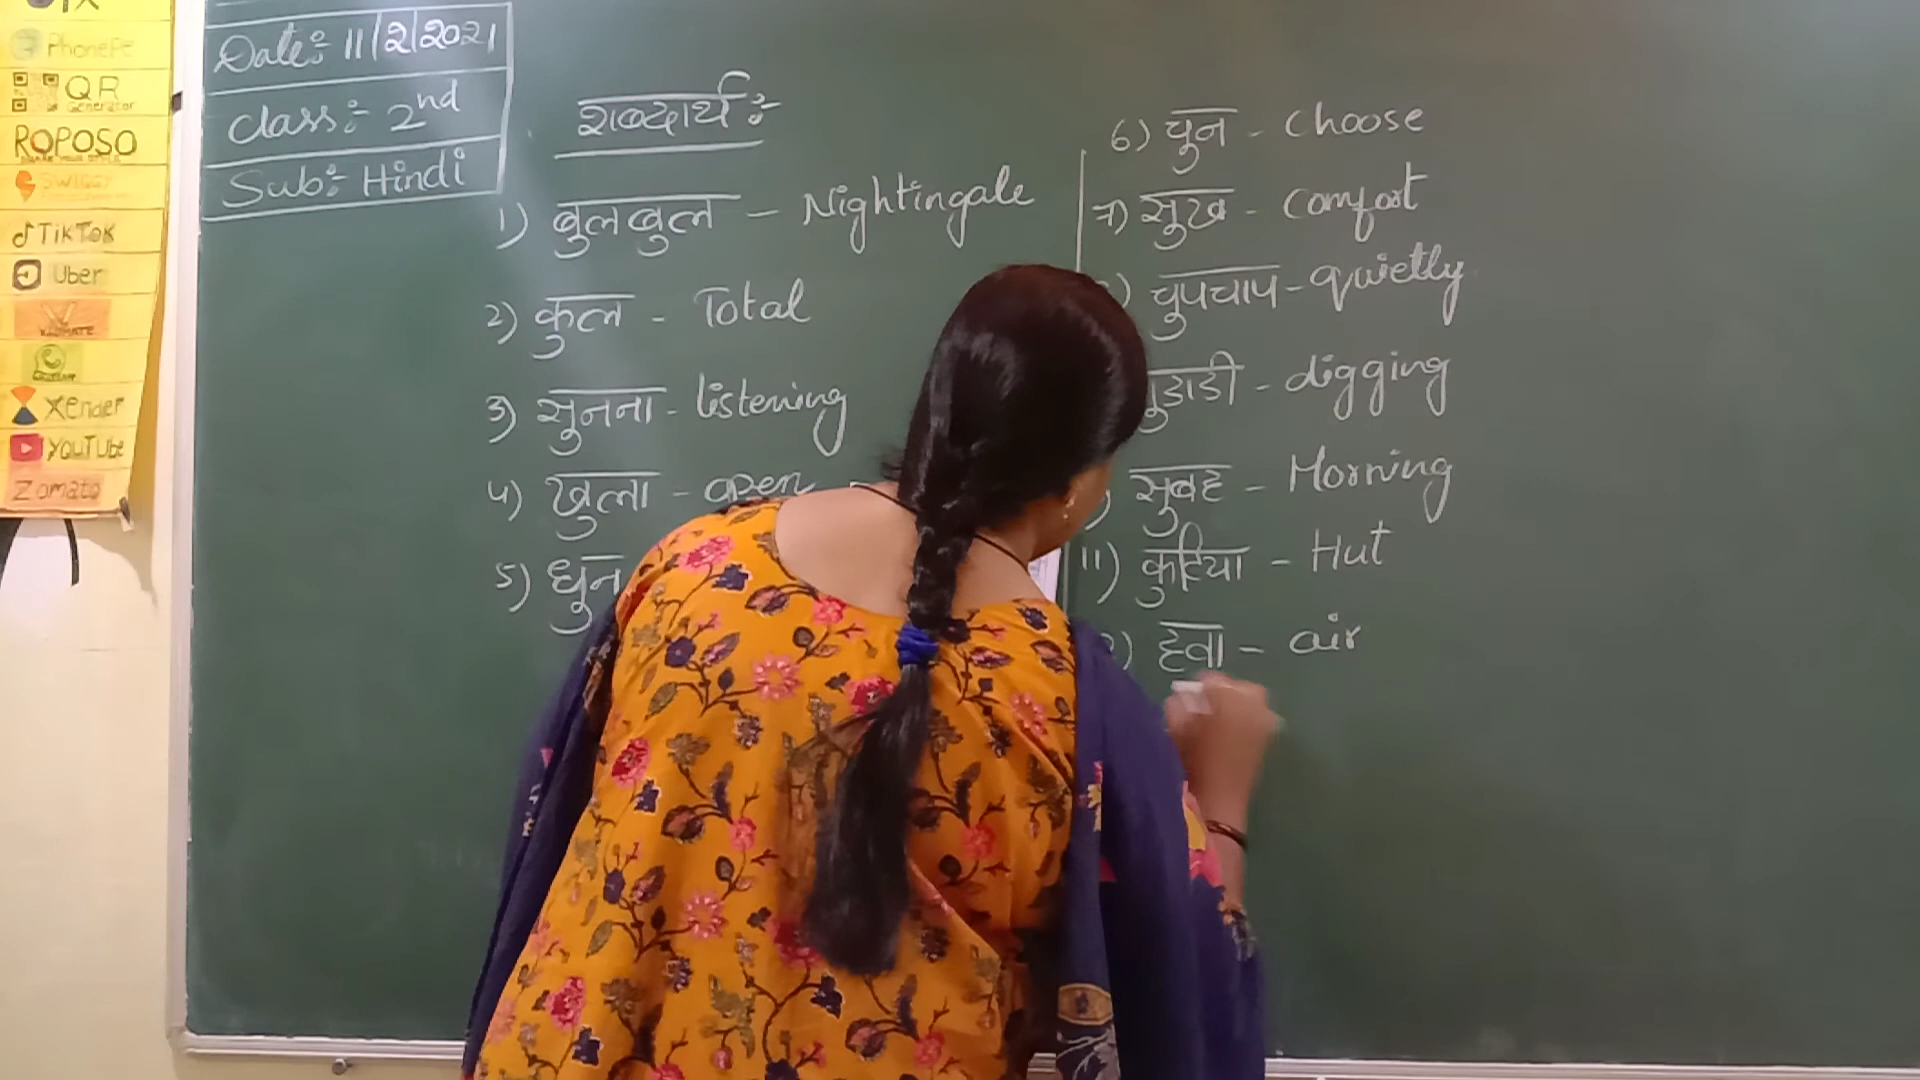 PhonePe
QR
Generator
ROPOSO
SWIGGY
TikTok
Uber
Xender
YouTube
Zomato
Date:- 11/2/2021
Class:- 2nd
Sub:- Hindi
शब्दार्थ :-
1) बुलबुल - Nightingale
2) कुल - Total
3) सुनना - listening
4) खुला - open
5) धुन
6) चुन - choose
7) सुख - comfort
) चुपचाप - quietly
- digging
) सुबह - Morning
11) कुटिया - Hut
2) हवा - air